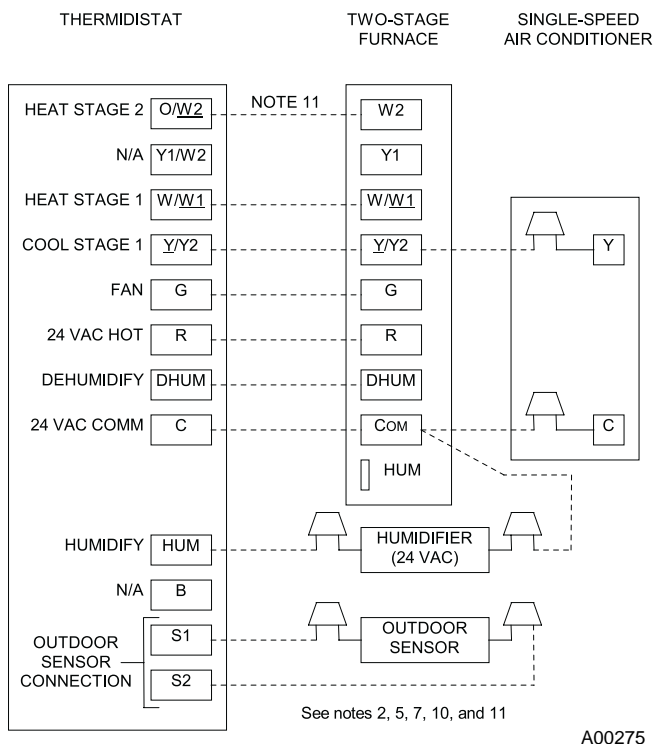 THERMIDISTAT
TWO-STAGE
FURNACE
SINGLE-SPEED
AIR CONDITIONER
HEAT STAGE 2 O/W2 NOTE 11 W2
N/A Y1/W2 Y1
HEAT STAGE 1 W/W1 W/W1
COOL STAGE 1 Y/Y2 Y/Y2 Y
FAN G G
24 VAC HOT R R
DEHUMIDIFY DHUM DHUM
24 VAC COMM C COM C
HUM
HUMIDIFY HUM HUMIDIFIER
(24 VAC)
N/A B
OUTDOOR
SENSOR
CONNECTION
S1
S2
OUTDOOR
SENSOR
See notes 2, 5, 7, 10, and 11
A00275